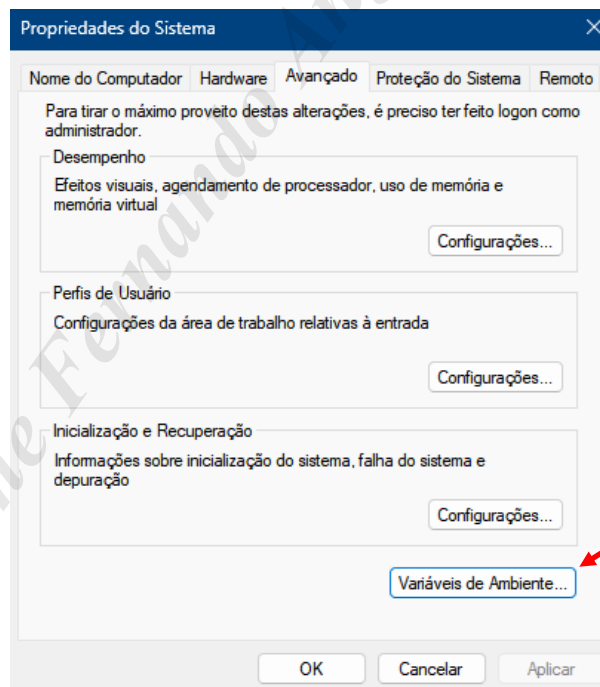 Propriedades do Sistema
Nome do Computador Hardware Avançado Proteção do Sistema Remoto
Para tirar o máximo proveito destas alterações, é preciso ter feito logon como
administrador.
Desempenho
Efeitos visuais, agendamento de processador, uso de memória e
memória virtual
Configurações...
Perfis de Usuário
Configurações da área de trabalho relativas à entrada
Configurações...
Inicialização e Recuperação
Informações sobre inicialização do sistema, falha do sistema e
depuração
Configurações...
Variáveis de Ambiente...
OK Cancelar Aplicar
Fernando